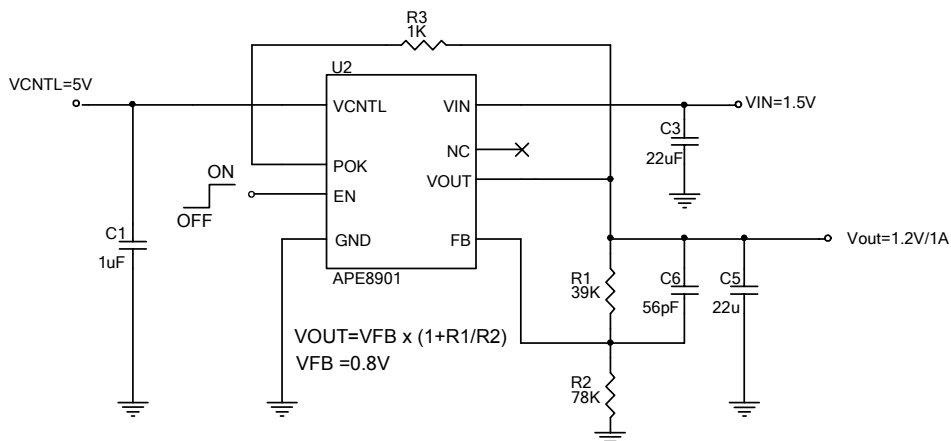 R3
1K
U2
VCNTL=5V
VCNTL
VIN
VIN=1.5V
C3
22uF
NC
POK
VOUT
ON
OFF
EN
C1
1uF
GND
FB
Vout=1.2V/1A
APE8901
R1
39K
C6
56pF
C5
22u
VOUT=VFB x (1+R1/R2)
VFB =0.8V
R2
78K